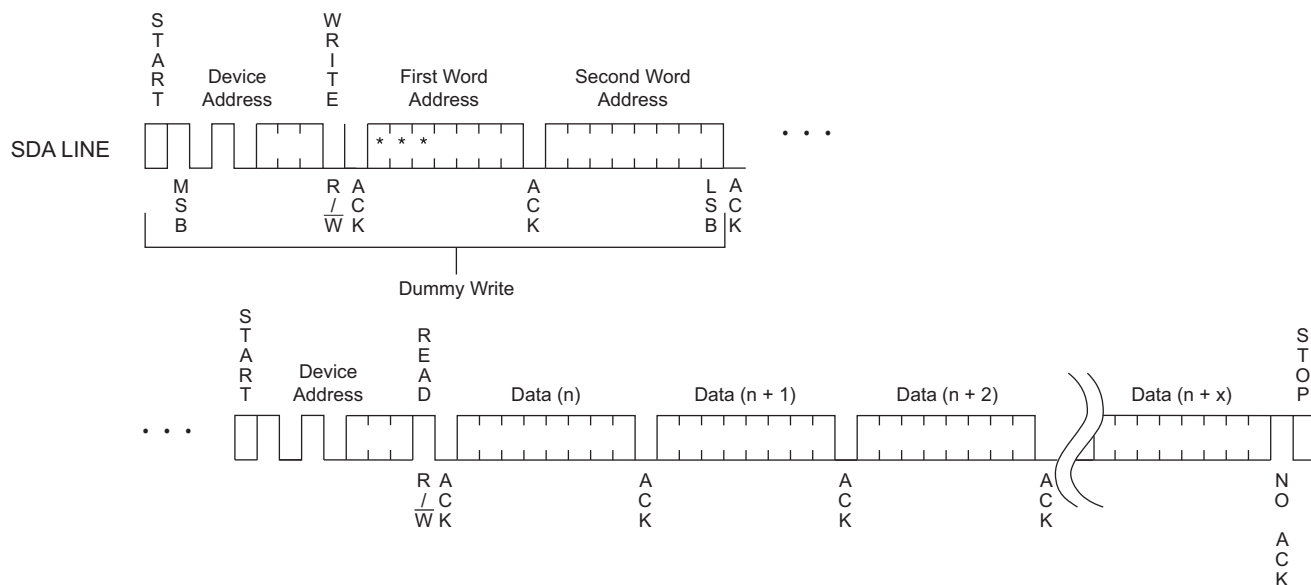 START
WRITE
Device
Address
First Word
Address
Second Word
Address
SDA LINE
* * *
. . .
MSB
R/W
ACK
ACK
LSB
ACK
Dummy Write
START
READ
STOP
Device
Address
Data (n)
Data (n + 1)
Data (n + 2)
Data (n + x)
. . .
R/W
ACK
ACK
ACK
ACK
NO ACK